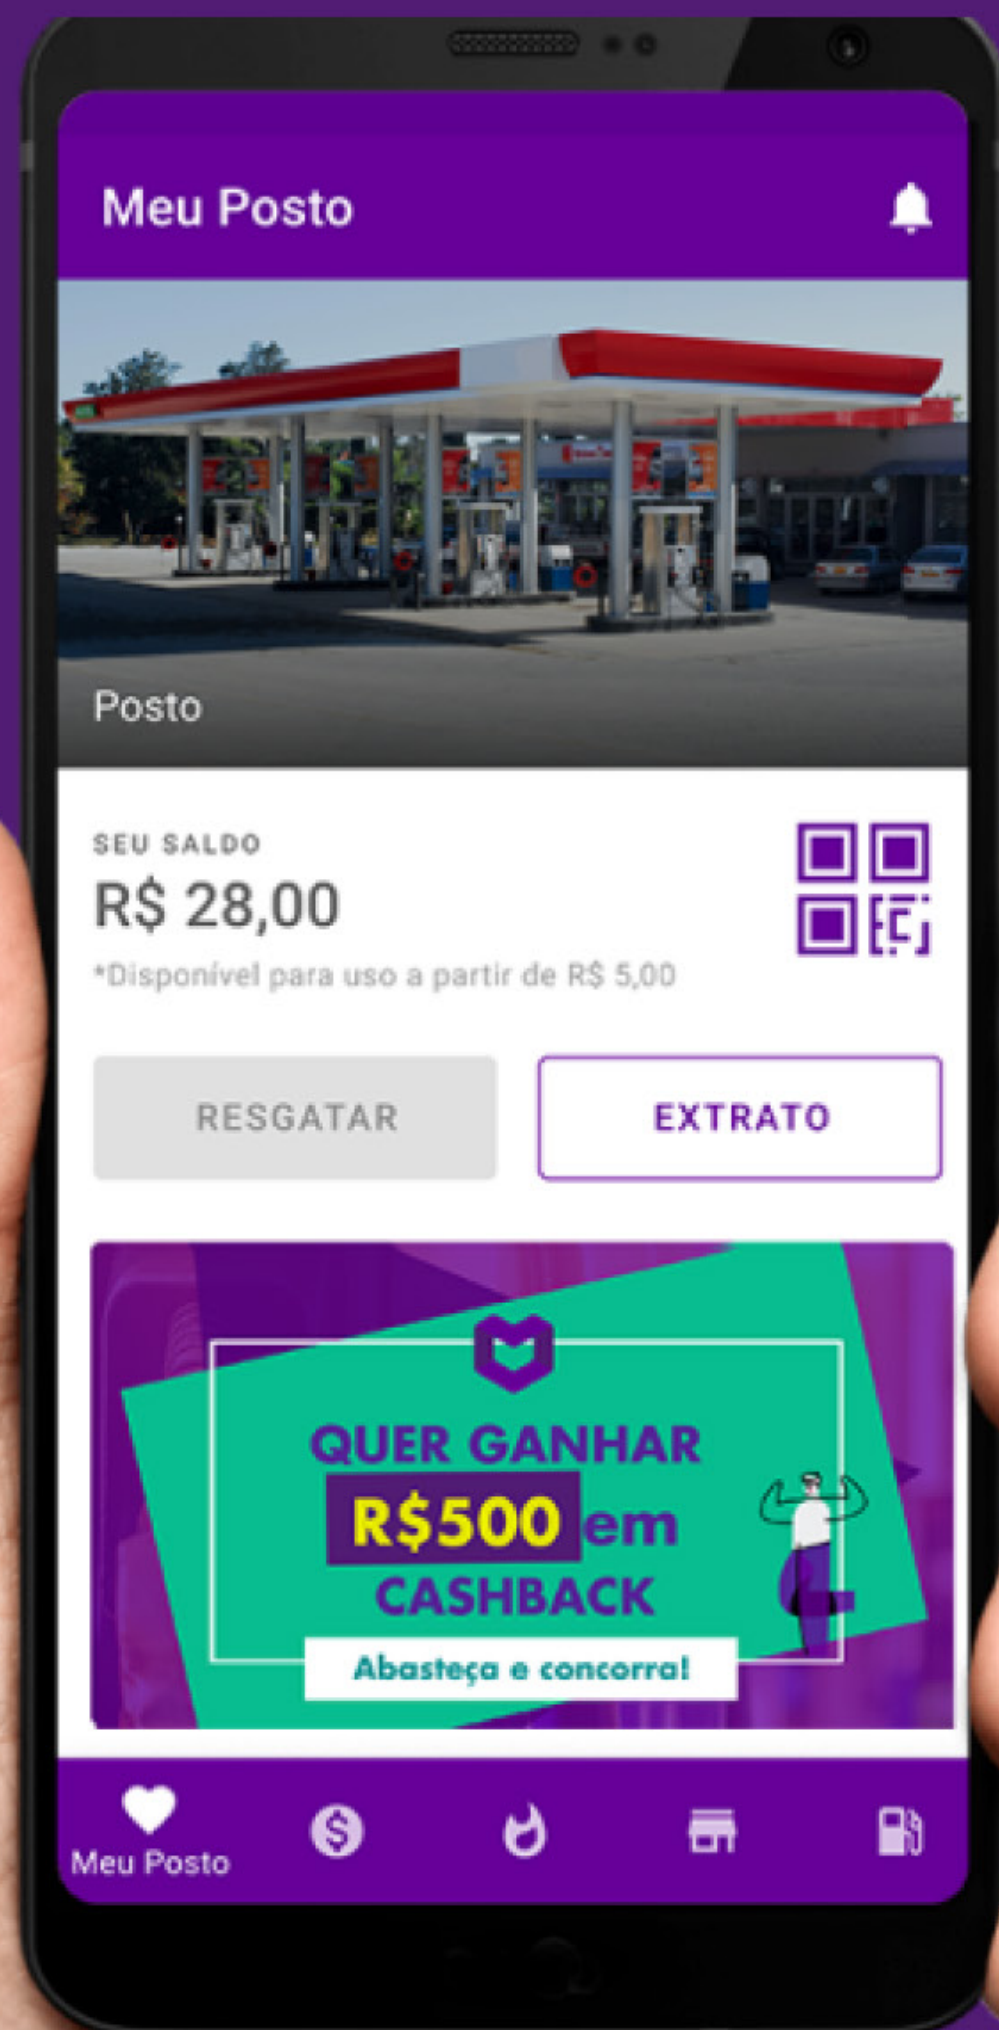 Meu Posto
Posto
SEU SALDO
R$ 28,00
*Disponível para uso a partir de R$ 5,00
RESGATAR
EXTRATO
QUER GANHAR
R$500 em
CASHBACK
Abasteça e concorra!
Meu Posto